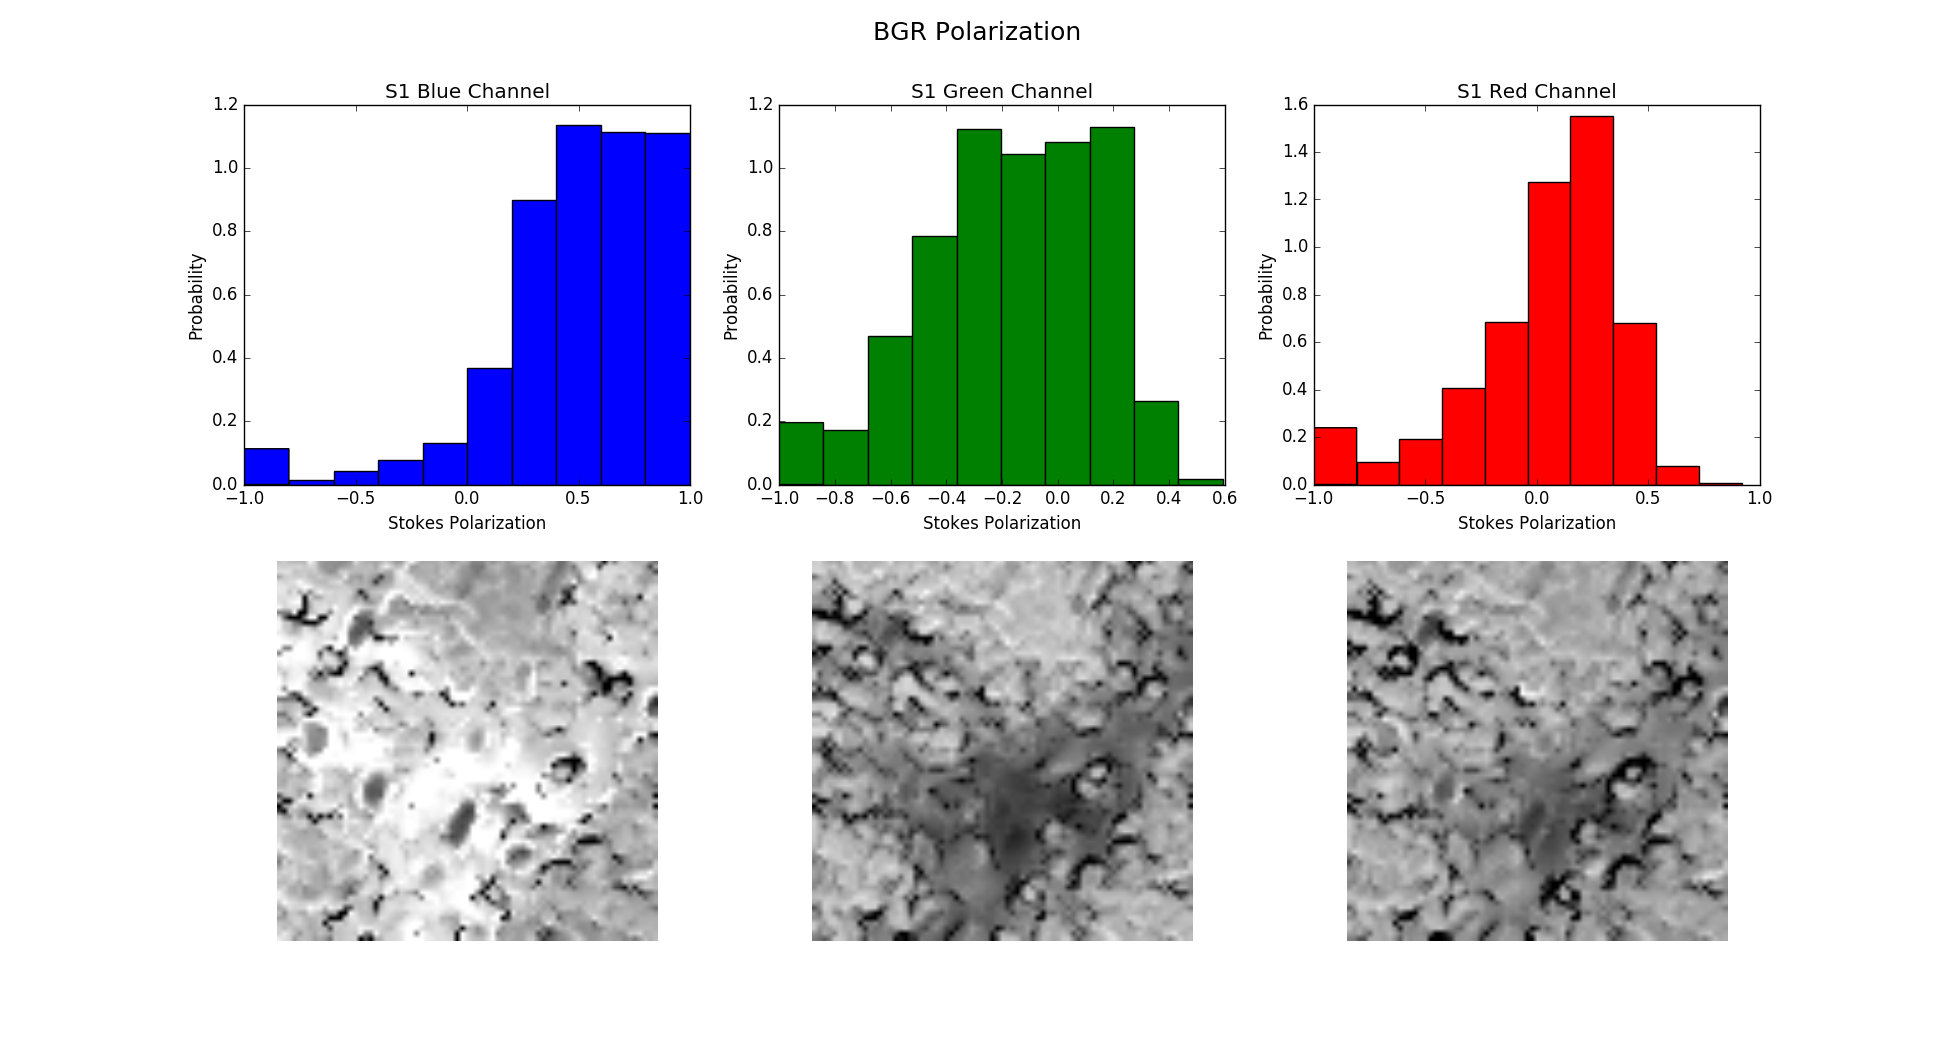 BGR Polarization
S1 Blue Channel
1.2
1.0
0.8
0.6
0.4
0.2
0.0
Probability
−1.0 −0.5 0.0 0.5 1.0
Stokes Polarization
S1 Green Channel
1.2
1.0
0.8
0.6
0.4
0.2
0.0
Probability
−1.0 −0.8 −0.6 −0.4 −0.2 0.0 0.2 0.4 0.6
Stokes Polarization
S1 Red Channel
1.6
1.4
1.2
1.0
0.8
0.6
0.4
0.2
0.0
Probability
−1.0 −0.5 0.0 0.5 1.0
Stokes Polarization